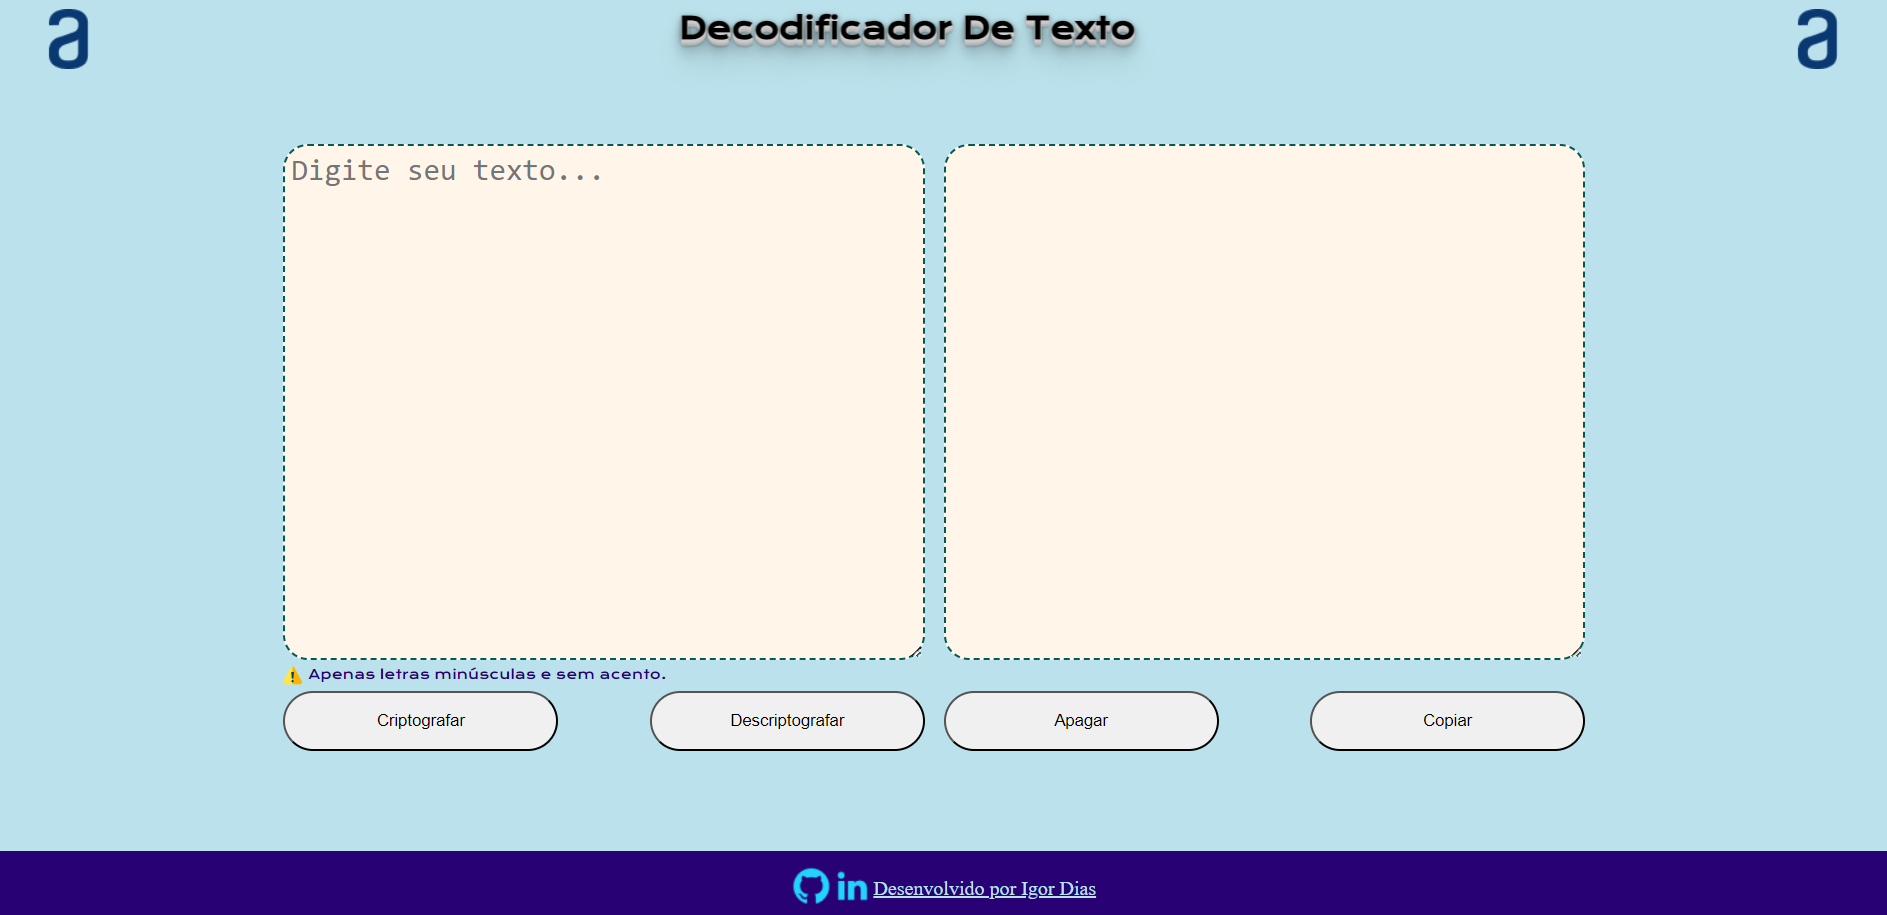 a
Decodificador De Texto
a
Digite seu texto...
⚠️ Apenas letras minúsculas e sem acento.
Criptografar
Descriptografar
Apagar
Copiar
in Desenvolvido por Igor Dias